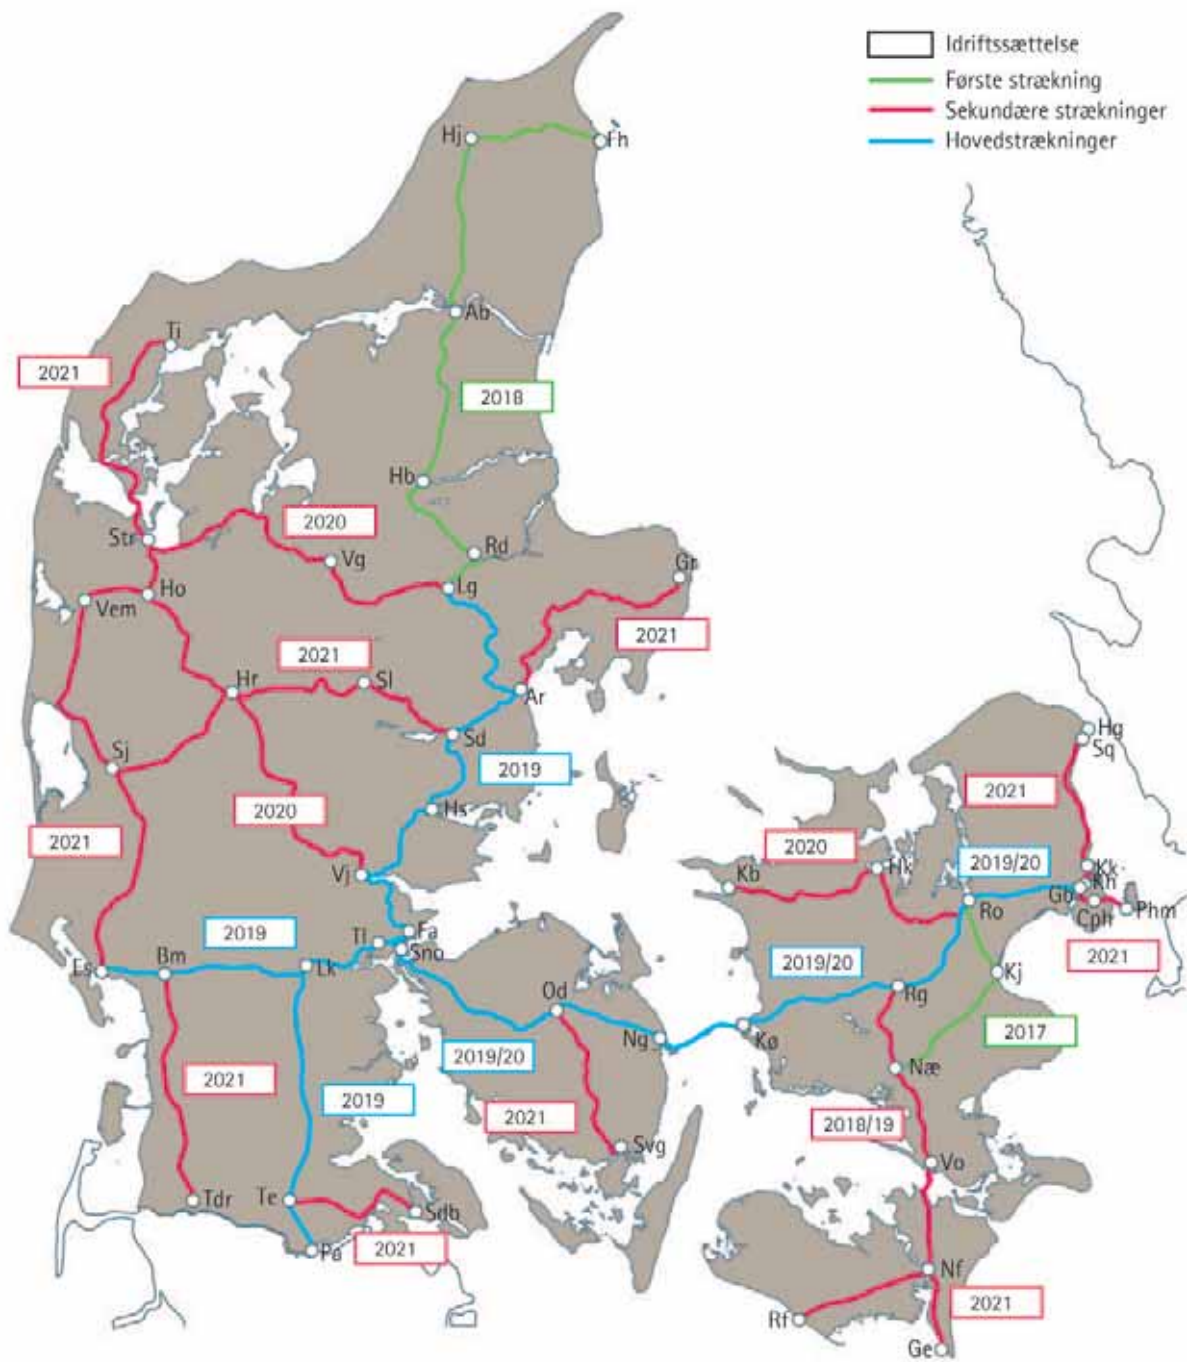 Idriftssættelse
Første strækning
Sekundære strækninger
Hovedstrækninger
Hj
Fh
Ab
Ti
2021
2018
Hb
2020
Str
Vg
Rd
Gr
Lg
Ho
Vem
2021
2021
Hr
Sl
Ar
Sd
Sj
2019
Hg
Sq
2021
2020
Hs
2021
2020
2019/20
Vj
Kb
Hk
Kk
Kh
Gb
Ro
Cph
Phm
2019
Fa
Tl
Sno
2021
Es
Bm
Lk
2019/20
Kj
Od
Rg
Ng
Kø
2017
2019/20
Næ
2021
2019
2021
2018/19
Svg
Vo
Tdr
Te
Sdb
2021
Pa
Nf
2021
Rf
Ge